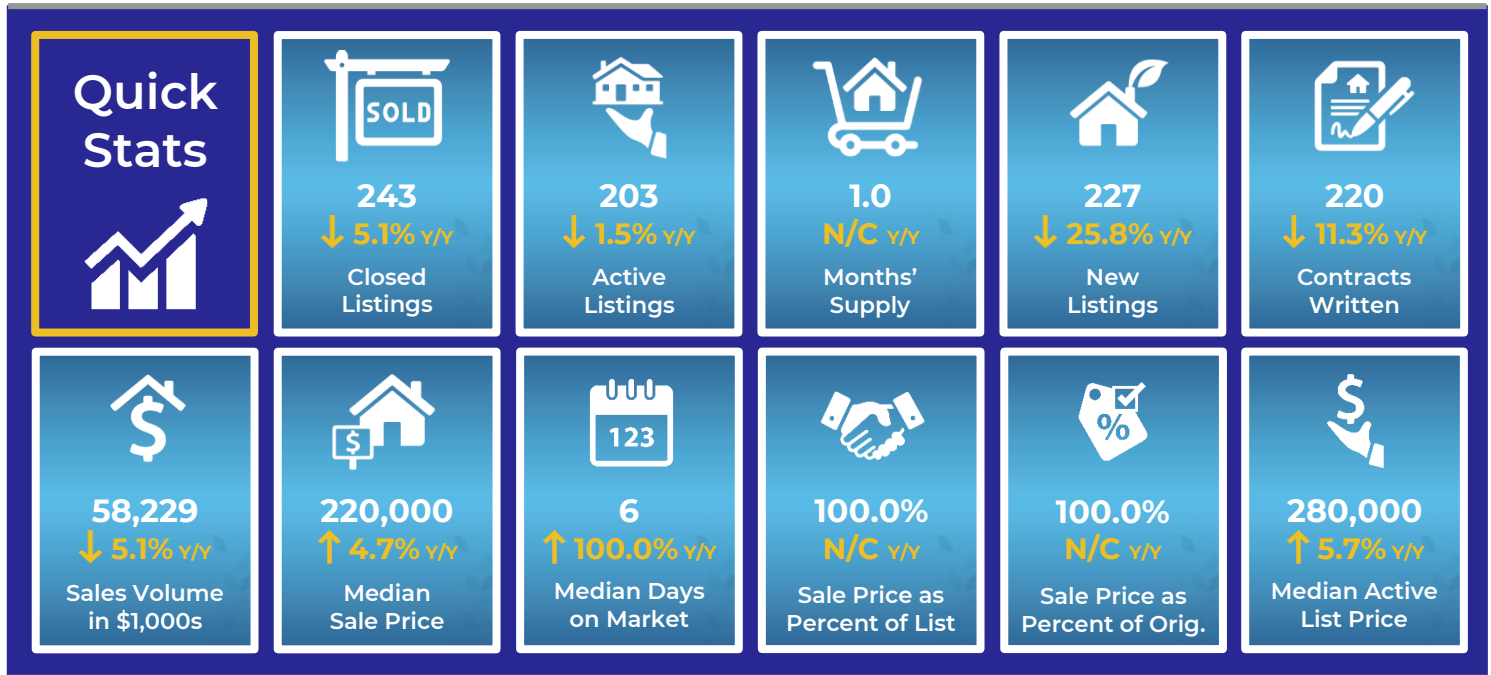 Quick
Stats
SOLD
243
↓ 5.1% Y/Y
Closed
Listings
203
↓ 1.5% Y/Y
Active
Listings
1.0
N/C Y/Y
Months’
Supply
227
↓ 25.8% Y/Y
New
Listings
220
↓ 11.3% Y/Y
Contracts
Written
$
58,229
↓ 5.1% Y/Y
Sales Volume
in $1,000s
$
220,000
↑ 4.7% Y/Y
Median
Sale Price
123
6
↑ 100.0% Y/Y
Median Days
on Market
100.0%
N/C Y/Y
Sale Price as
Percent of List
%
100.0%
N/C Y/Y
Sale Price as
Percent of Orig.
$
280,000
↑ 5.7% Y/Y
Median Active
List Price